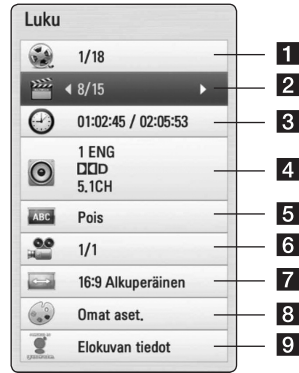 Luku
1/18 1
8/15 2
01:02:45 / 02:05:53 3
1 ENG
D
5.1CH 4
ABC Pois 5
1/1 6
16:9 Alkuperäinen 7
Omat aset. 8
Elokuvan tiedot 9